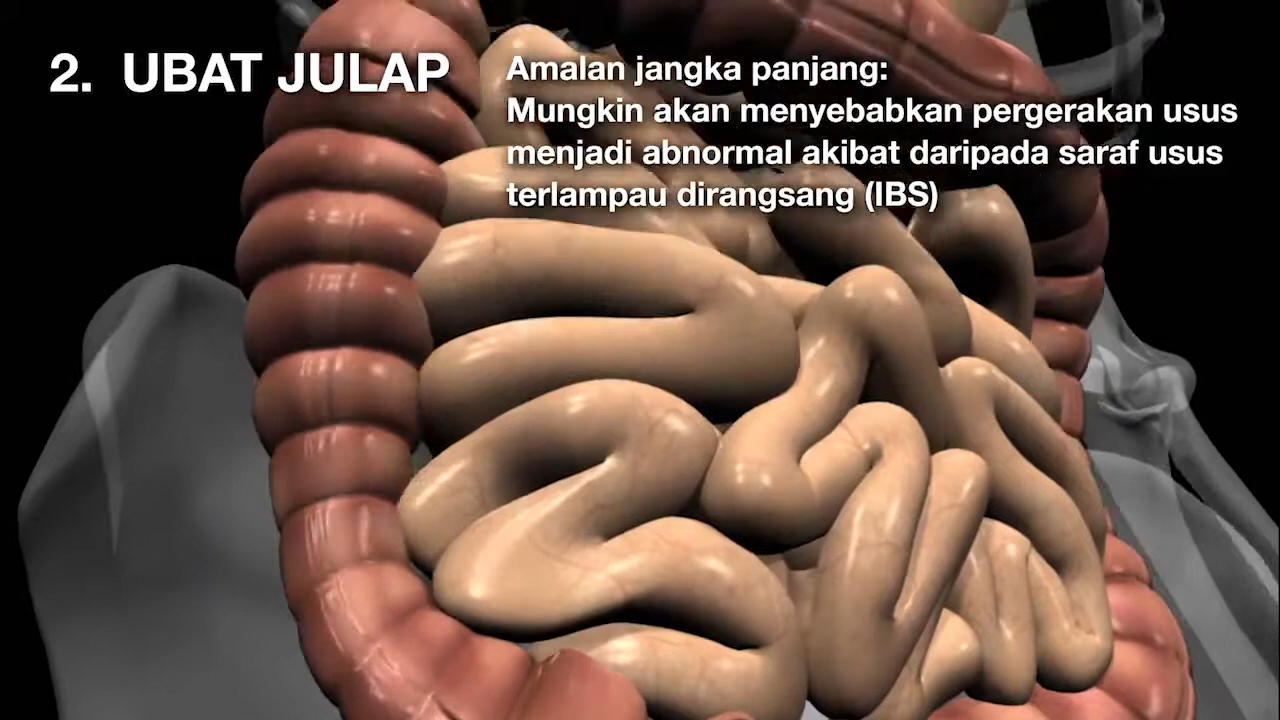 2. UBAT JULAP
Amalan jangka panjang:
Mungkin akan menyebabkan pergerakan usus
menjadi abnormal akibat daripada saraf usus
terlampau dirangsang (IBS)